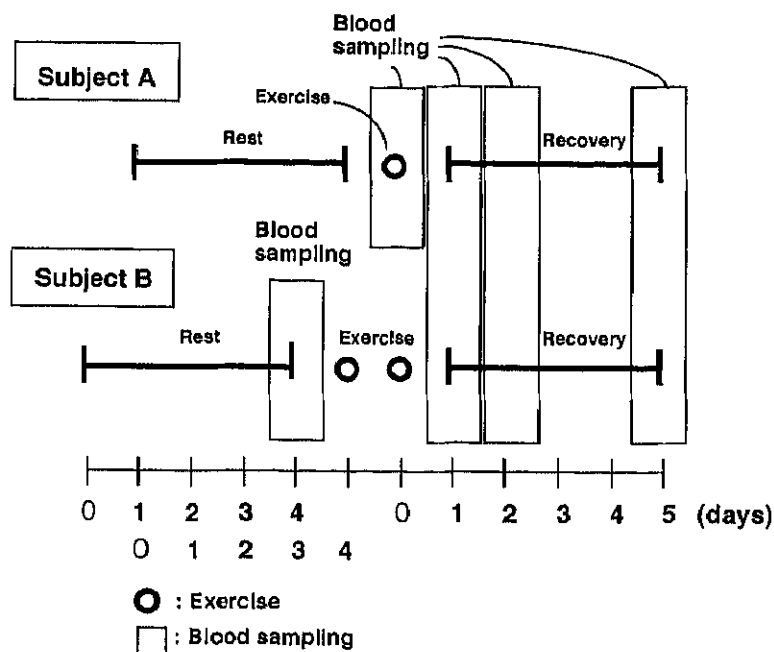 Blood
sampling
Subject A
Exercise
Rest
Recovery
Blood
sampling
Subject B
Rest
Exercise
Recovery
0 1 2 3 4 0 1 2 3 4 5 (days)
0 1 2 3 4
: Exercise
: Blood sampling